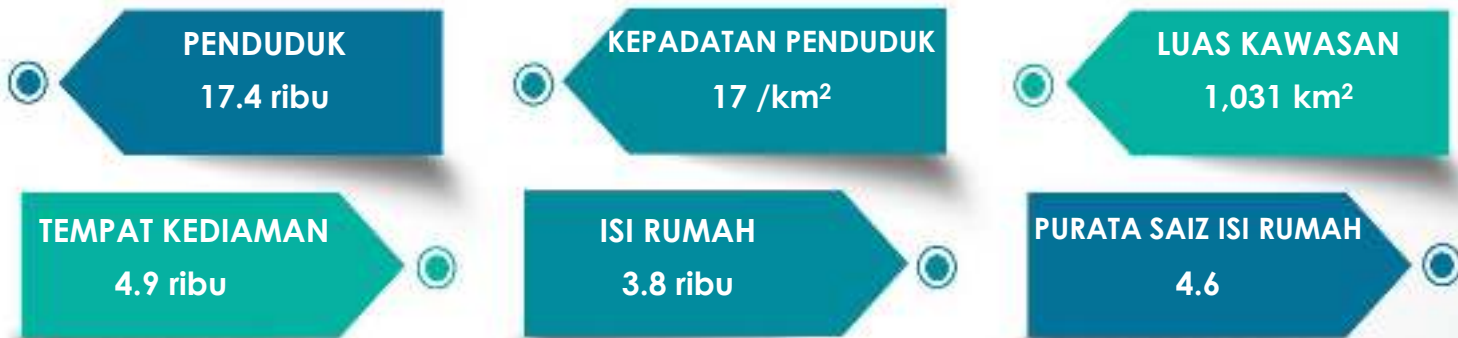 PENDUDUK
17.4 ribu
KEPADATAN PENDUDUK
17 /km²
LUAS KAWASAN
1,031 km²
TEMPAT KEDIAMAN
4.9 ribu
ISI RUMAH
3.8 ribu
PURATA SAIZ ISI RUMAH
4.6